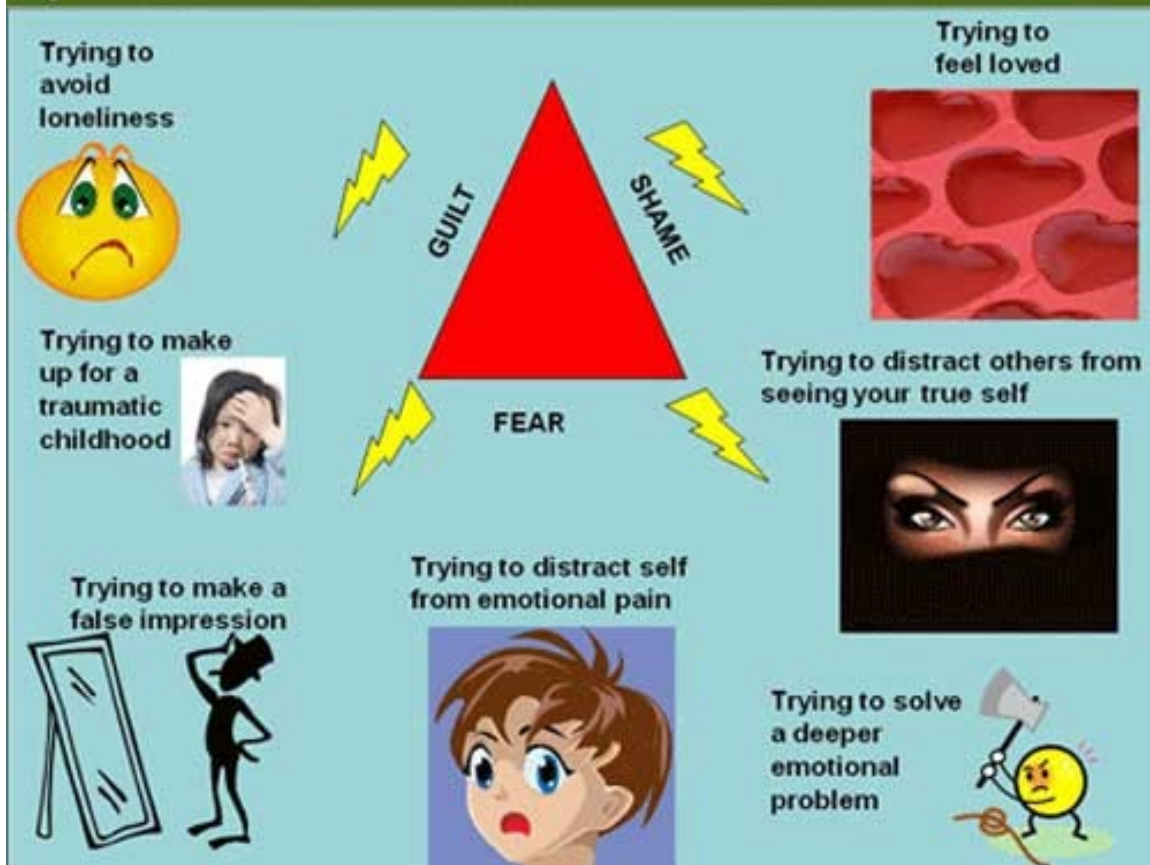 Trying to
avoid
loneliness
Trying to
feel loved
GUILT
SHAME
FEAR
Trying to make
up for a
traumatic
childhood
Trying to distract others from
seeing your true self
Trying to make a
false impression
Trying to distract self
from emotional pain
Trying to solve
a deeper
emotional
problem